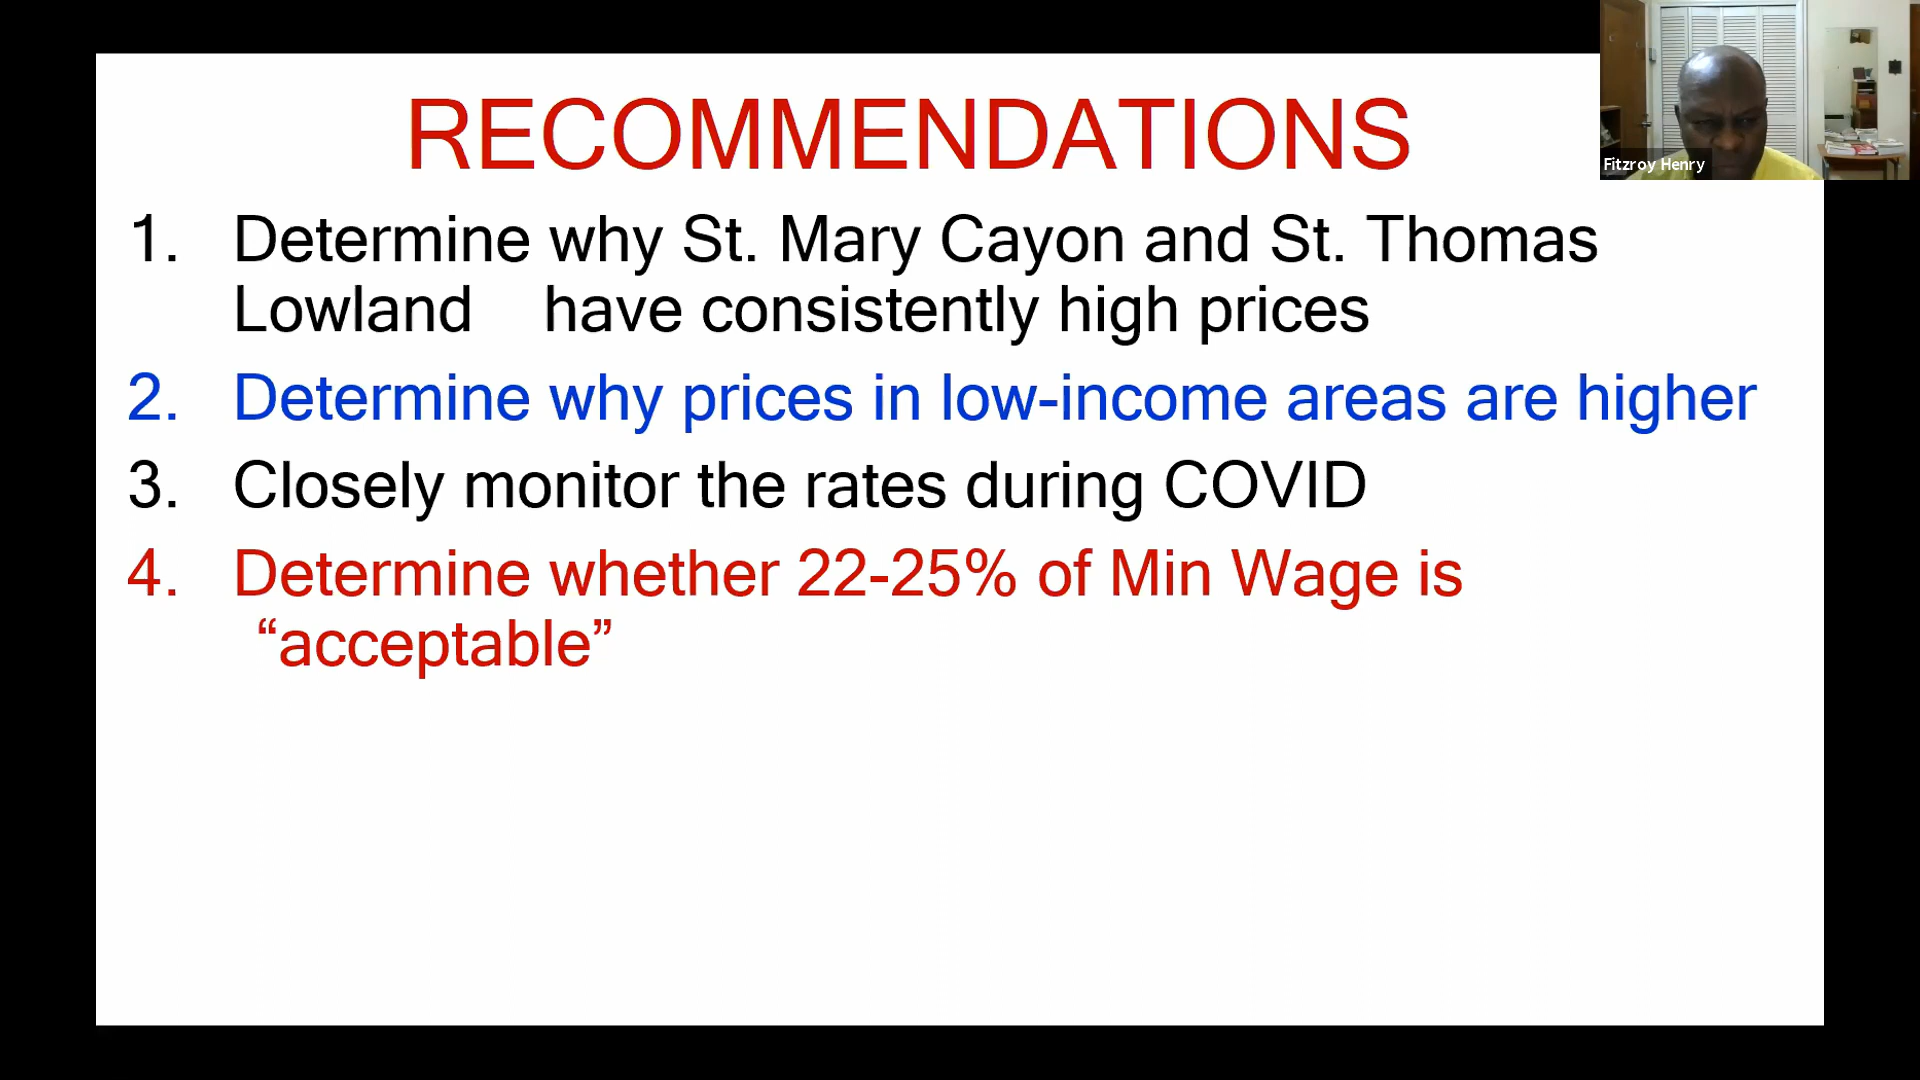 RECOMMENDATIONS
Fitzroy Henry
1. Determine why St. Mary Cayon and St. Thomas
Lowland have consistently high prices
2. Determine why prices in low-income areas are higher
3. Closely monitor the rates during COVID
4. Determine whether 22-25% of Min Wage is
“acceptable”